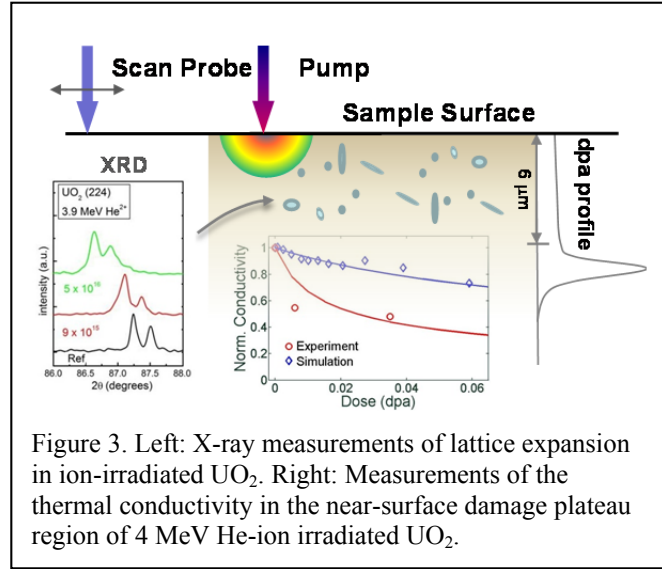 Scan Probe Pump
Sample Surface
XRD
UO₂ (224)
3.9 MeV He²⁺
5 x 10¹⁶
9 x 10¹⁵
Ref
intensity (a.u.)
86.0 86.5 87.0 87.5 88.0
2θ (degrees)
1
0.8
0.6
0.4
0.2
0
Norm. Conductivity
Experiment
Simulation
0 0.02 0.04 0.06
Dose (dpa)
6 μm
dpa profile
Figure 3. Left: X-ray measurements of lattice expansion
in ion-irradiated UO₂. Right: Measurements of the
thermal conductivity in the near-surface damage plateau
region of 4 MeV He-ion irradiated UO₂.